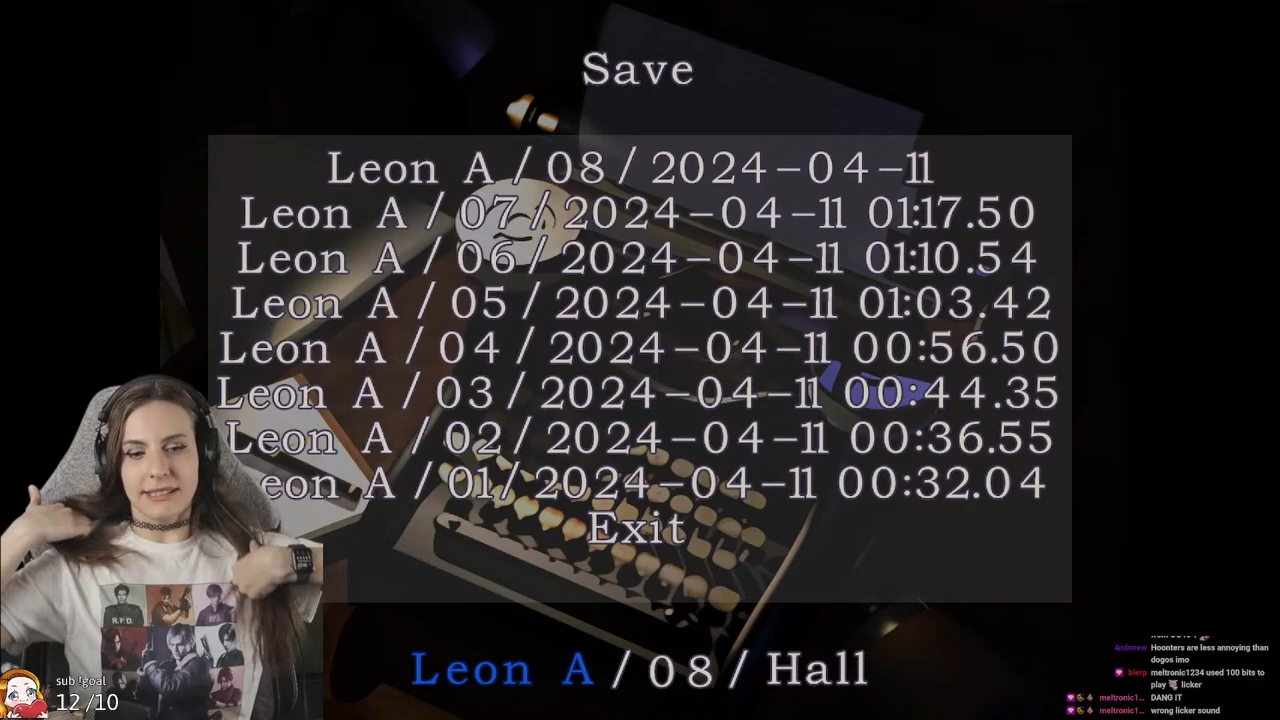 Save
Leon A / 08 / 2024-04-11
Leon A / 07 / 2024-04-11 01:17.50
Leon A / 06 / 2024-04-11 01:10.54
Leon A / 05 / 2024-04-11 01:03.42
Leon A / 04 / 2024-04-11 00:56.50
Leon A / 03 / 2024-04-11 00:44.35
Leon A / 02 / 2024-04-11 00:36.55
eon A / 01 / 2024-04-11 00:32.04
Exit
Leon A / 08 / Hall
R.P.D.
sub !goal
12 /10
Hoonters are less annoying than
dogos imo
blerp meltronic1234 used 100 bits to
play licker
meltronic1... DANG IT
meltronic1... wrong licker sound